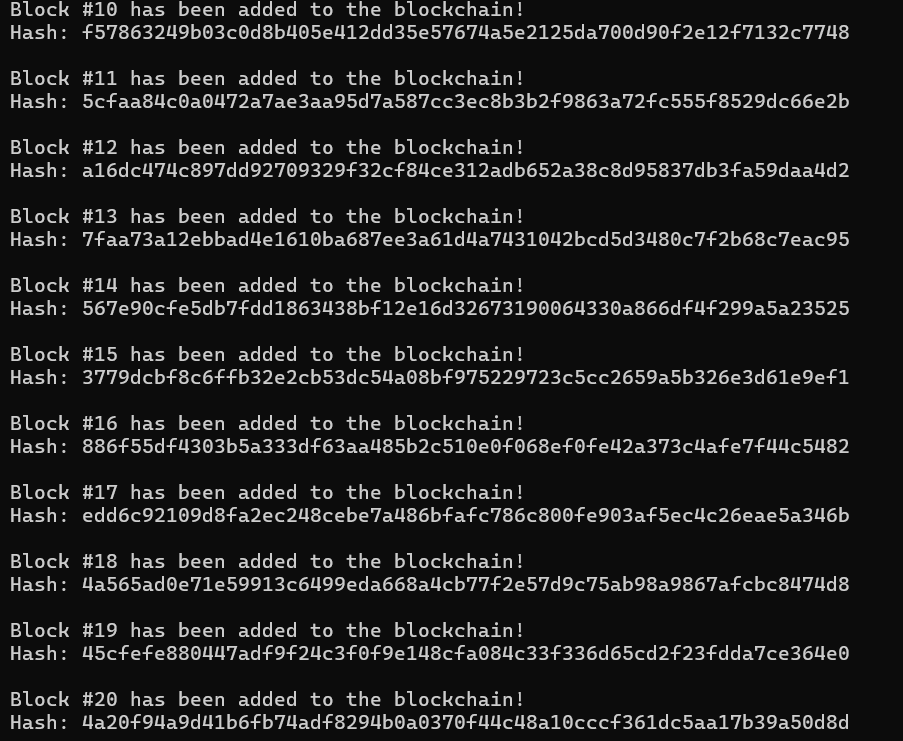 Block #10 has been added to the blockchain!
Hash: f57863249b03c0d8b405e412dd35e57674a5e2125da700d90f2e12f7132c7748
Block #11 has been added to the blockchain!
Hash: 5cfaa84c0a0472a7ae3aa95d7a587cc3ec8b3b2f9863a72fc555f8529dc66e2b
Block #12 has been added to the blockchain!
Hash: a16dc474c897dd92709329f32cf84ce312adb652a38c8d95837db3fa59daa4d2
Block #13 has been added to the blockchain!
Hash: 7faa73a12ebbad4e1610ba687ee3a61d4a7431042bcd5d3480c7f2b68c7eac95
Block #14 has been added to the blockchain!
Hash: 567e90cfe5db7fdd1863438bf12e16d32673190064330a866df4f299a5a23525
Block #15 has been added to the blockchain!
Hash: 3779dcbf8c6ffb32e2cb53dc54a08bf975229723c5cc2659a5b326e3d61e9ef1
Block #16 has been added to the blockchain!
Hash: 886f55df4303b5a333df63aa485b2c510e0f068ef0fe42a373c4afe7f44c5482
Block #17 has been added to the blockchain!
Hash: edd6c92109d8fa2ec248cebe7a486bfafc786c800fe903af5ec4c26eae5a346b
Block #18 has been added to the blockchain!
Hash: 4a565ad0e71e59913c6499eda668a4cb77f2e57d9c75ab98a9867afcbc8474d8
Block #19 has been added to the blockchain!
Hash: 45cfefe880447adf9f24c3f0f9e148cfa084c33f336d65cd2f23fdda7ce364e0
Block #20 has been added to the blockchain!
Hash: 4a20f94a9d41b6fb74adf8294b0a0370f44c48a10cccf361dc5aa17b39a50d8d